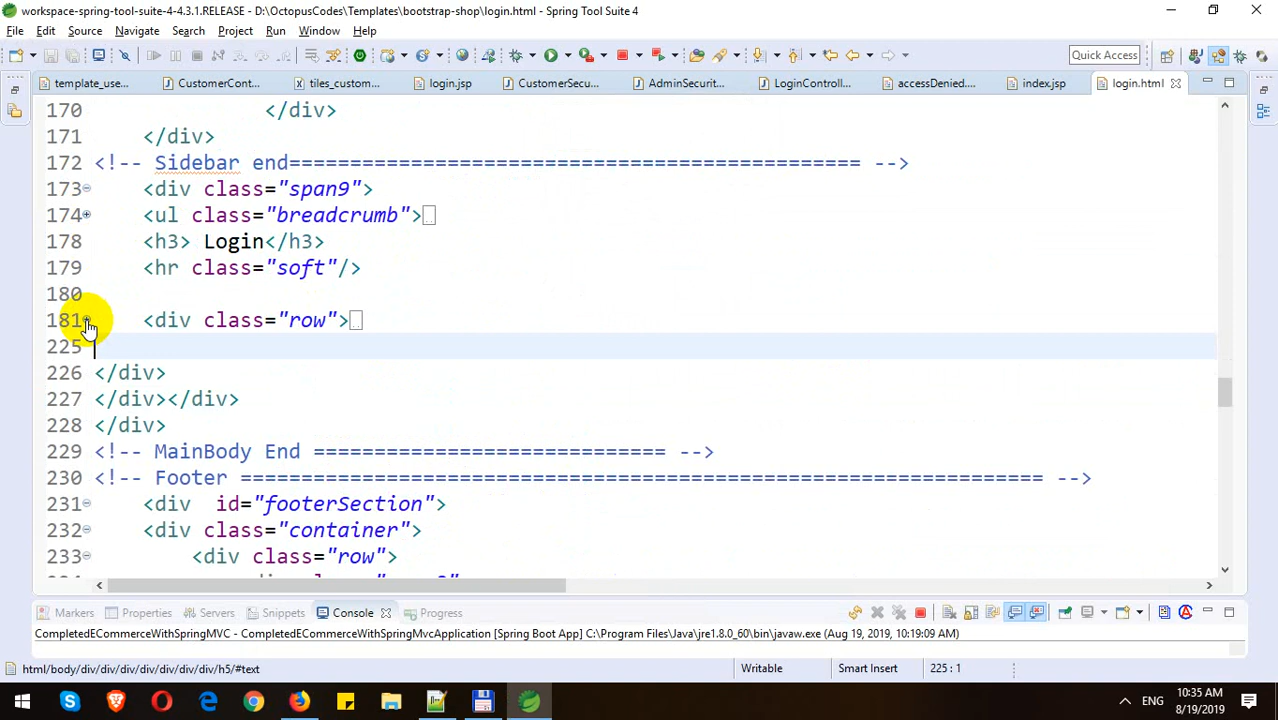 workspace-spring-tool-suite-4-4.3.1.RELEASE - D:\OctopusCodes\Templates\bootstrap-shop\login.html - Spring Tool Suite 4
File Edit Source Navigate Search Project Run Window Help
Quick Access
template_use... CustomerCont... tiles_custom... login.jsp CustomerSecu... AdminSecurit... LoginControll... accessDenied.... index.jsp login.html
170 </div>
171 </div>
172 <!-- Sidebar end=============================================== -->
173 <div class="span9">
174 <ul class="breadcrumb">
178 <h3> Login</h3>
179 <hr class="soft"/>
180
181 <div class="row">
225
226 </div>
227 </div></div>
228 </div>
229 <!-- MainBody End ============================= -->
230 <!-- Footer ================================================================== -->
231 <div  id="footerSection">
232 <div class="container">
233 <div class="row">
Markers Properties Servers Snippets Console Progress
CompletedECommerceWithSpringMVC - CompletedECommerceWithSpringMvcApplication [Spring Boot App] C:\Program Files\Java\jre1.8.0_60\bin\javaw.exe (Aug 19, 2019, 10:19:09 AM)
html/body/div/div/div/div/div/div/h5/#text Writable Smart Insert 225 : 1
ENG 10:35 AM
8/19/2019